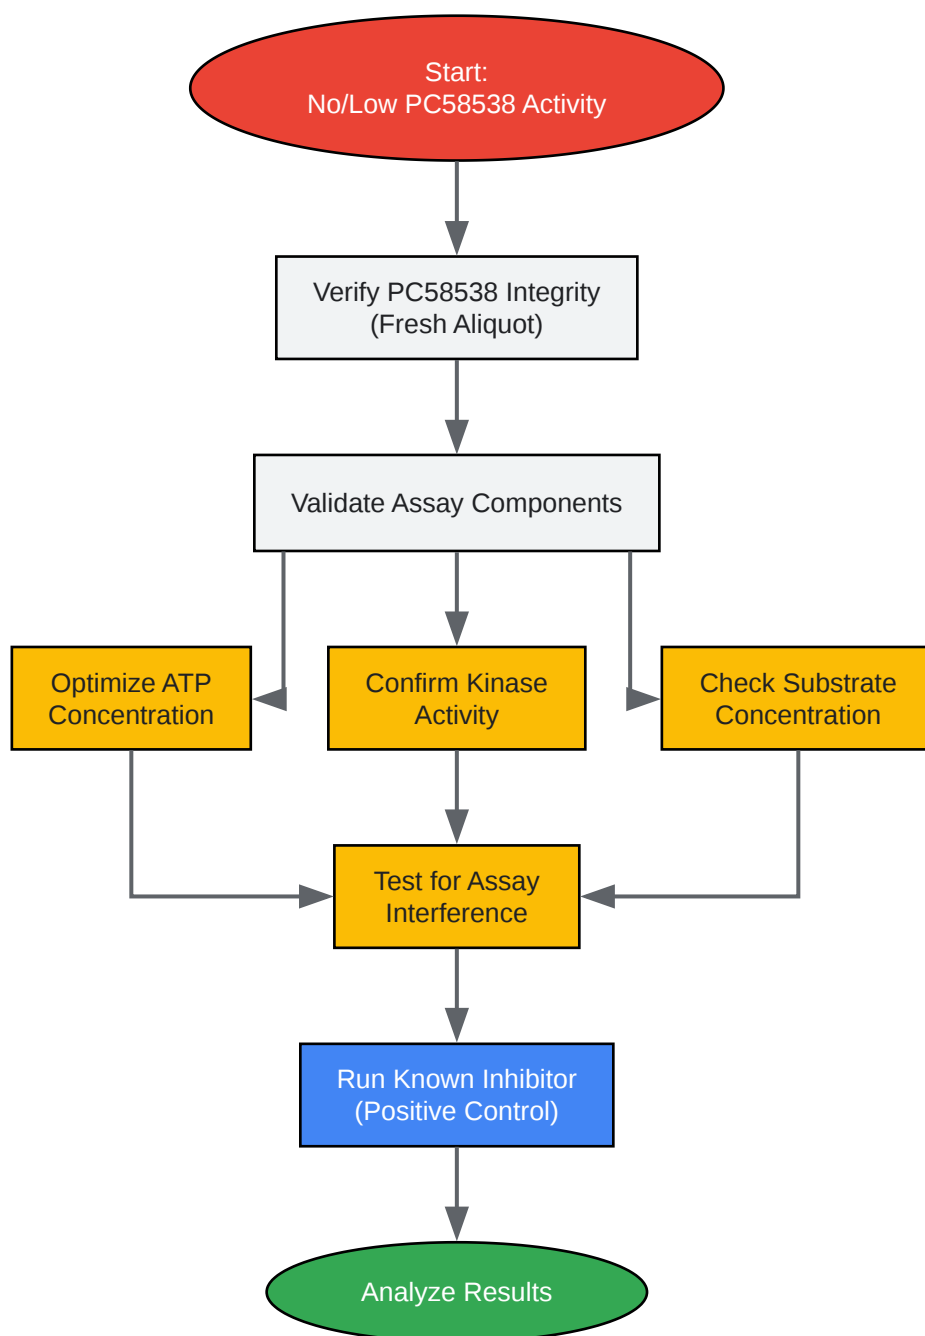 Start:
No/Low PC58538 Activity
Verify PC58538 Integrity
(Fresh Aliquot)
Validate Assay Components
Optimize ATP
Concentration
Confirm Kinase
Activity
Check Substrate
Concentration
Test for Assay
Interference
Run Known Inhibitor
(Positive Control)
Analyze Results